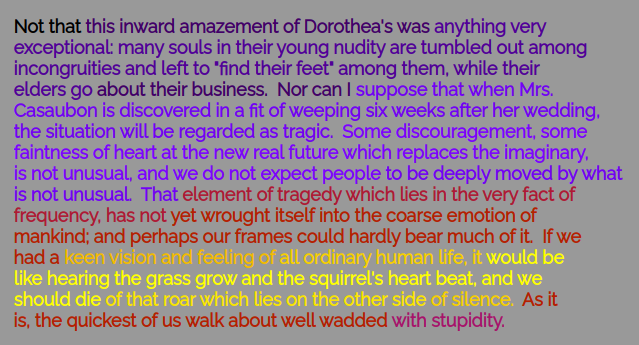 Not that this inward amazement of Dorothea's was anything very
exceptional: many souls in their young nudity are tumbled out among
incongruities and left to "find their feet" among them, while their
elders go about their business.  Nor can I suppose that when Mrs.
Casaubon is discovered in a fit of weeping six weeks after her wedding,
the situation will be regarded as tragic.  Some discouragement, some
faintness of heart at the new real future which replaces the imaginary,
is not unusual, and we do not expect people to be deeply moved by what
is not unusual.  That element of tragedy which lies in the very fact of
frequency, has not yet wrought itself into the coarse emotion of
mankind; and perhaps our frames could hardly bear much of it.  If we
had a keen vision and feeling of all ordinary human life, it would be
like hearing the grass grow and the squirrel's heart beat, and we
should die of that roar which lies on the other side of silence.  As it
is, the quickest of us walk about well wadded with stupidity.